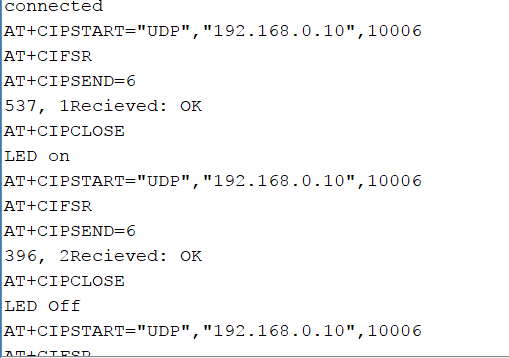 connected
AT+CIPSTART="UDP","192.168.0.10",10006
AT+CIFSR
AT+CIPSEND=6
537, 1Recieved: OK
AT+CIPCLOSE
LED on
AT+CIPSTART="UDP","192.168.0.10",10006
AT+CIFSR
AT+CIPSEND=6
396, 2Recieved: OK
AT+CIPCLOSE
LED Off
AT+CIPSTART="UDP","192.168.0.10",10006
AT+CIFSR